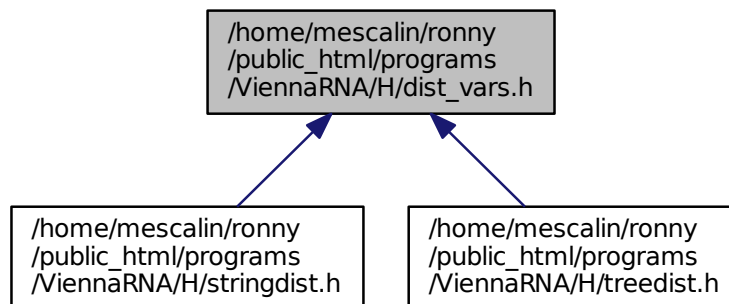 /home/mescalin/ronny
/public_html/programs
/ViennaRNA/H/dist_vars.h
/home/mescalin/ronny
/public_html/programs
/ViennaRNA/H/stringdist.h
/home/mescalin/ronny
/public_html/programs
/ViennaRNA/H/treedist.h